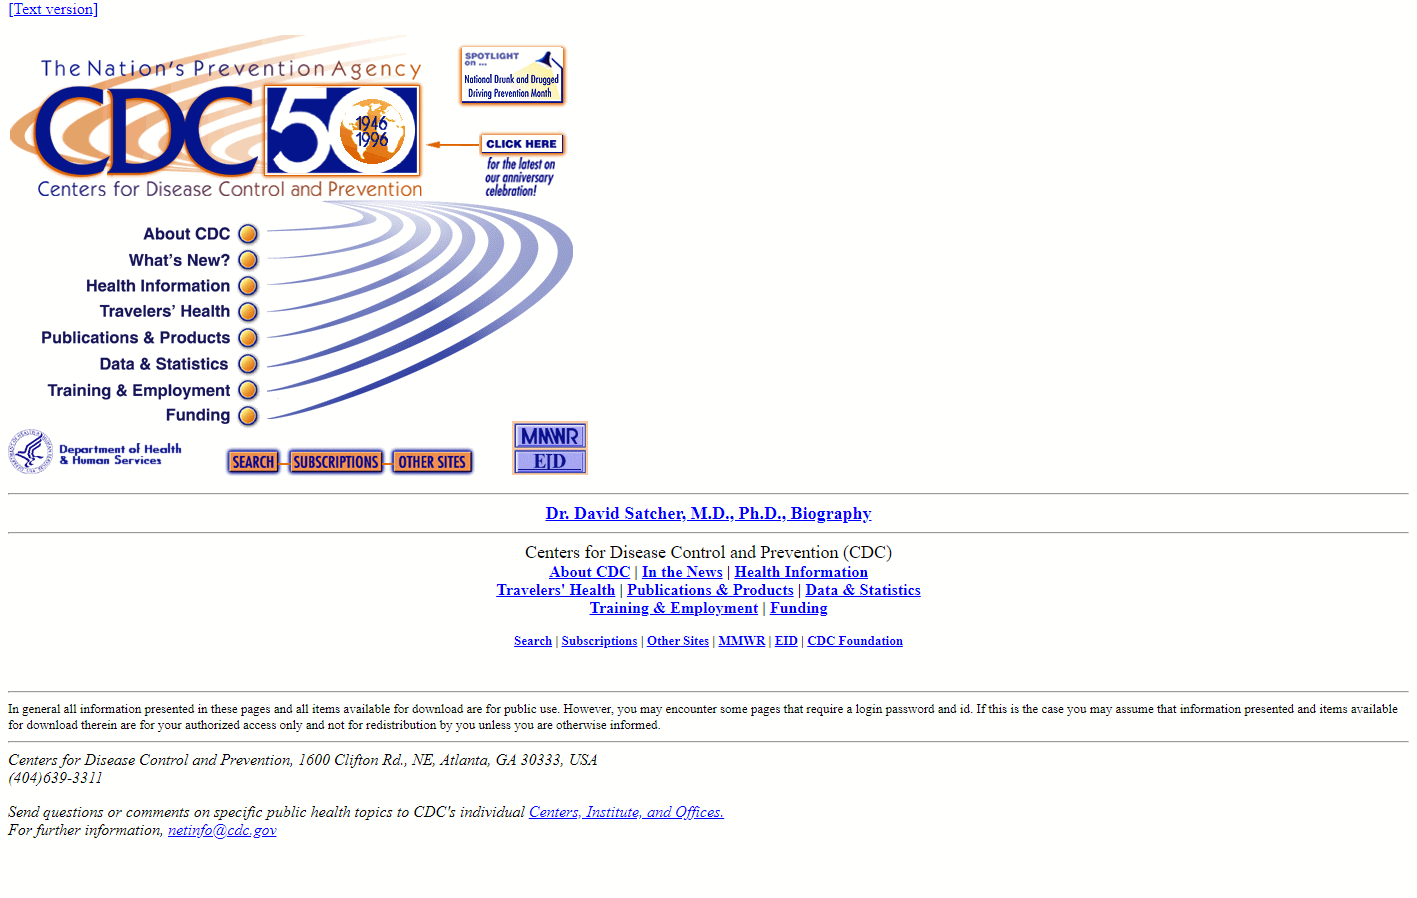 [Text version]
The Nation's Prevention Agency
CDC 50
1946
1996
Centers for Disease Control and Prevention
SPOTLIGHT
on ...
National Drunk and Drugged
Driving Prevention Month
CLICK HERE
for the latest on
our anniversary
celebration!
About CDC
What's New?
Health Information
Travelers' Health
Publications & Products
Data & Statistics
Training & Employment
Funding
Department of Health
& Human Services
SEARCH SUBSCRIPTIONS OTHER SITES
MMWR
EID
Dr. David Satcher, M.D., Ph.D., Biography
Centers for Disease Control and Prevention (CDC)
About CDC | In the News | Health Information
Travelers' Health | Publications & Products | Data & Statistics
Training & Employment | Funding
Search | Subscriptions | Other Sites | MMWR | EID | CDC Foundation
In general all information presented in these pages and all items available for download are for public use. However, you may encounter some pages that require a login password and id. If this is the case you may assume that information presented and items available
for download therein are for your authorized access only and not for redistribution by you unless you are otherwise informed.
Centers for Disease Control and Prevention, 1600 Clifton Rd., NE, Atlanta, GA 30333, USA
(404)639-3311
Send questions or comments on specific public health topics to CDC's individual Centers, Institute, and Offices.
For further information, netinfo@cdc.gov